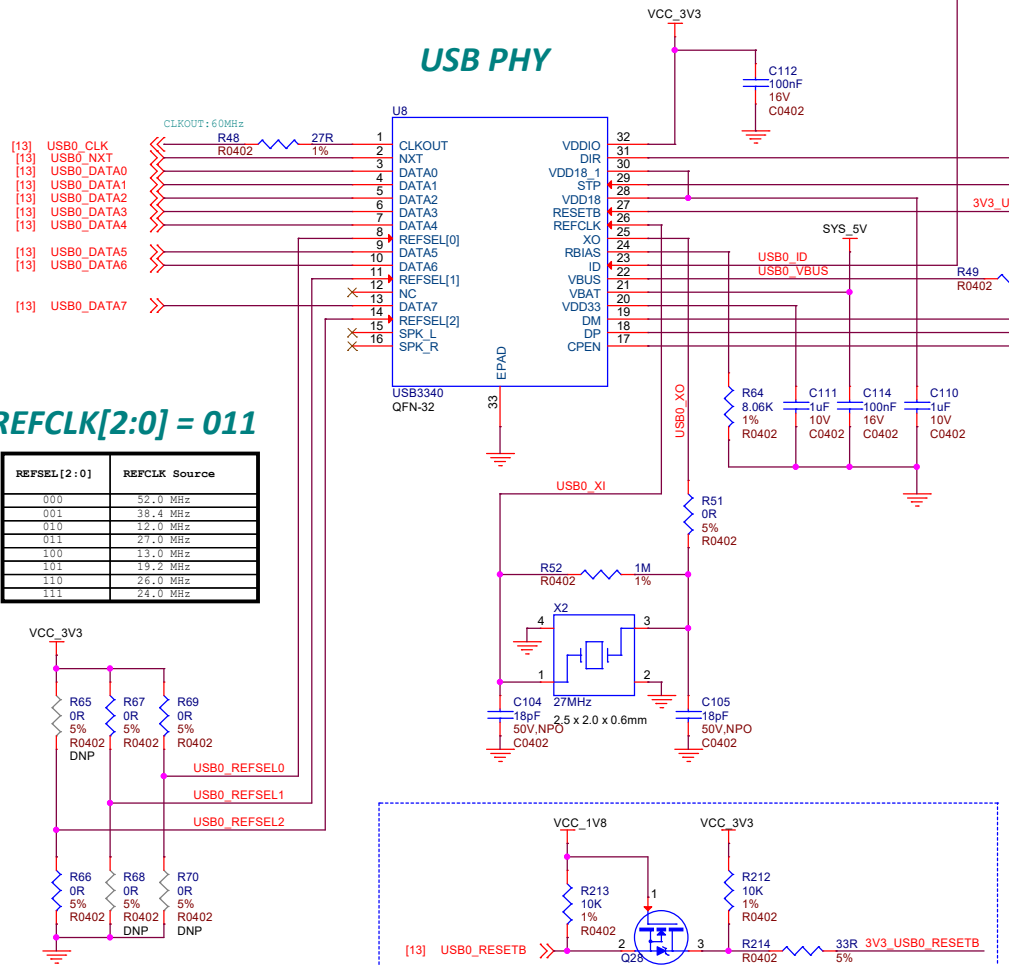 VCC_3V3
USB PHY
C112
100nF
16V
C0402
U8
CLKOUT:60MHz
[13] USB0_CLK R48 27R 1 CLKOUT VDDIO 32
R0402 1%
[13] USB0_NXT 2 NXT DIR 31
[13] USB0_DATA0 3 DATA0 VDD18_1 30
[13] USB0_DATA1 4 DATA1 STP 29
[13] USB0_DATA2 5 DATA2 VDD18 28
[13] USB0_DATA3 6 DATA3 RESETB 27
[13] USB0_DATA4 7 DATA4 REFCLK 26
8 REFSEL[0] XO 25
[13] USB0_DATA5 9 DATA5 RBIAS 24
[13] USB0_DATA6 10 DATA6 ID 23 USB0_ID
11 REFSEL[1] VBUS 22 USB0_VBUS
12 NC VBAT 21
[13] USB0_DATA7 13 DATA7 VDD33 20
14 REFSEL[2] DM 19
15 SPK_L DP 18
16 SPK_R CPEN 17
EPAD
33
USB3340
QFN-32
3V3_U
SYS_5V
R49
R0402
USB0_XO
R64
8.06K
1%
R0402
C111
1uF
10V
C0402
C114
100nF
16V
C0402
C110
1uF
10V
C0402
REFCLK[2:0] = 011
REFSEL[2:0] REFCLK Source
000 52.0 MHz
001 38.4 MHz
010 12.0 MHz
011 27.0 MHz
100 13.0 MHz
101 19.2 MHz
110 26.0 MHz
111 24.0 MHz
USB0_XI
R51
0R
5%
R0402
R52 1M
R0402 1%
X2
4 3
1 2
27MHz
2.5 x 2.0 x 0.6mm
C104
18pF
50V,NPO
C0402
C105
18pF
50V,NPO
C0402
VCC_3V3
R65
0R
5%
R0402
DNP
R67
0R
5%
R0402
R69
0R
5%
R0402
USB0_REFSEL0
USB0_REFSEL1
USB0_REFSEL2
R66
0R
5%
R0402
R68
0R
5%
R0402
DNP
R70
0R
5%
R0402
DNP
VCC_1V8
VCC_3V3
R213
10K
1%
R0402
1
R212
10K
1%
R0402
[13] USB0_RESETB 2 3 R214 33R 3V3_USB0_RESETB
Q28 R0402 5%